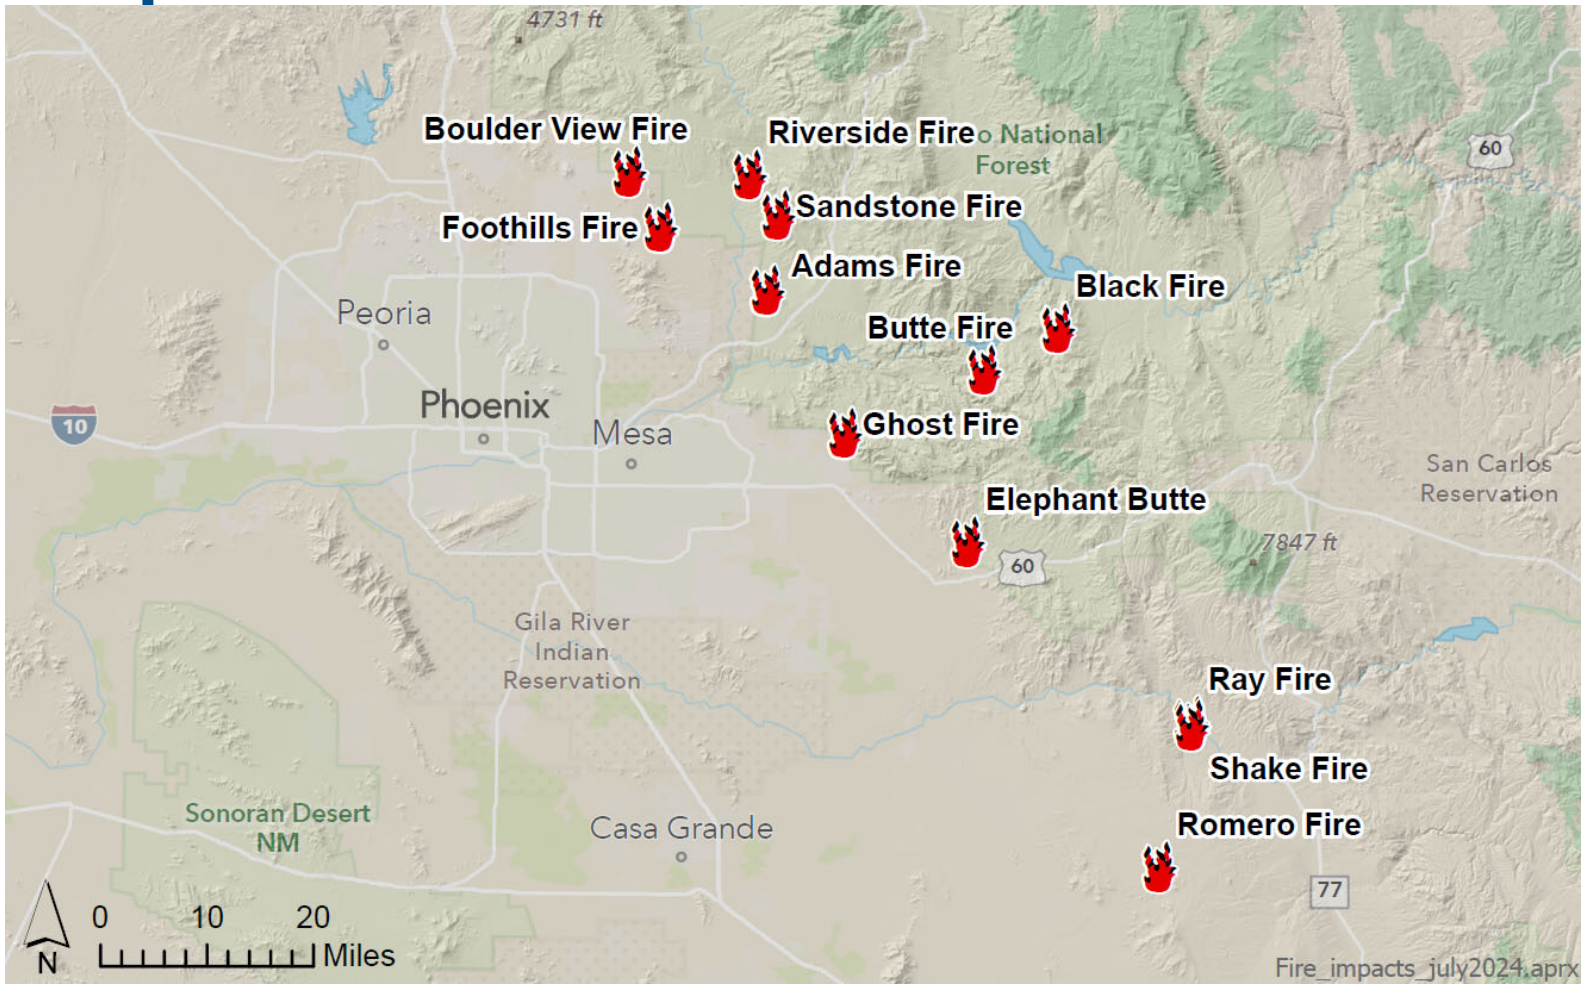 4731 ft
Boulder View Fire
Riverside Fire
o National
Forest
60
Sandstone Fire
Foothills Fire
Adams Fire
Black Fire
Peoria
Butte Fire
Phoenix
10
Mesa
Ghost Fire
San Carlos
Reservation
Elephant Butte
7847 ft
60
Gila River
Indian
Reservation
Ray Fire
Shake Fire
Sonoran Desert
NM
Casa Grande
Romero Fire
77
0 10 20
Miles
N
Fire_impacts_july2024.aprx